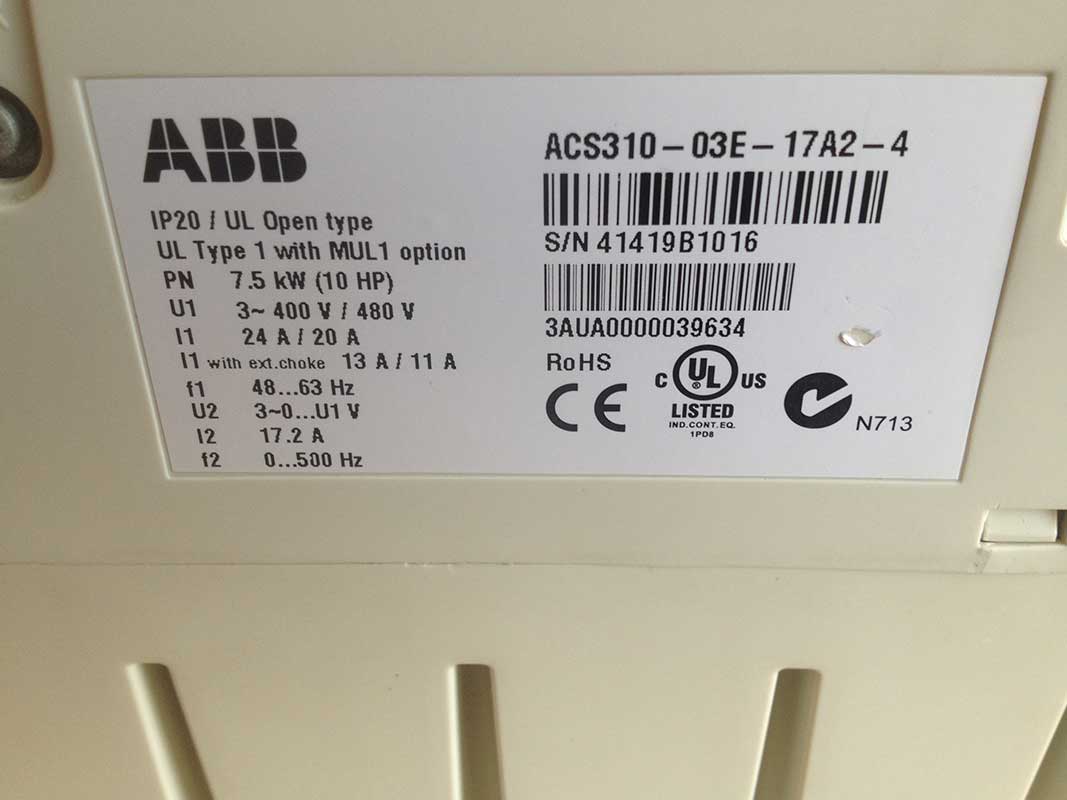 ABB
IP20 / UL Open type
UL Type 1 with MUL1 option
PN 7.5 kW (10 HP)
U1 3~ 400 V / 480 V
I1 24 A / 20 A
I1 with ext.choke 13 A / 11 A
f1 48...63 Hz
U2 3~0...U1 V
I2 17.2 A
f2 0...500 Hz
ACS310-03E-17A2-4
S/N 41419B1016
3AUA0000039634
RoHS
CE
C UL US
®
LISTED
IND.CONT.EQ.
1PD8
N713